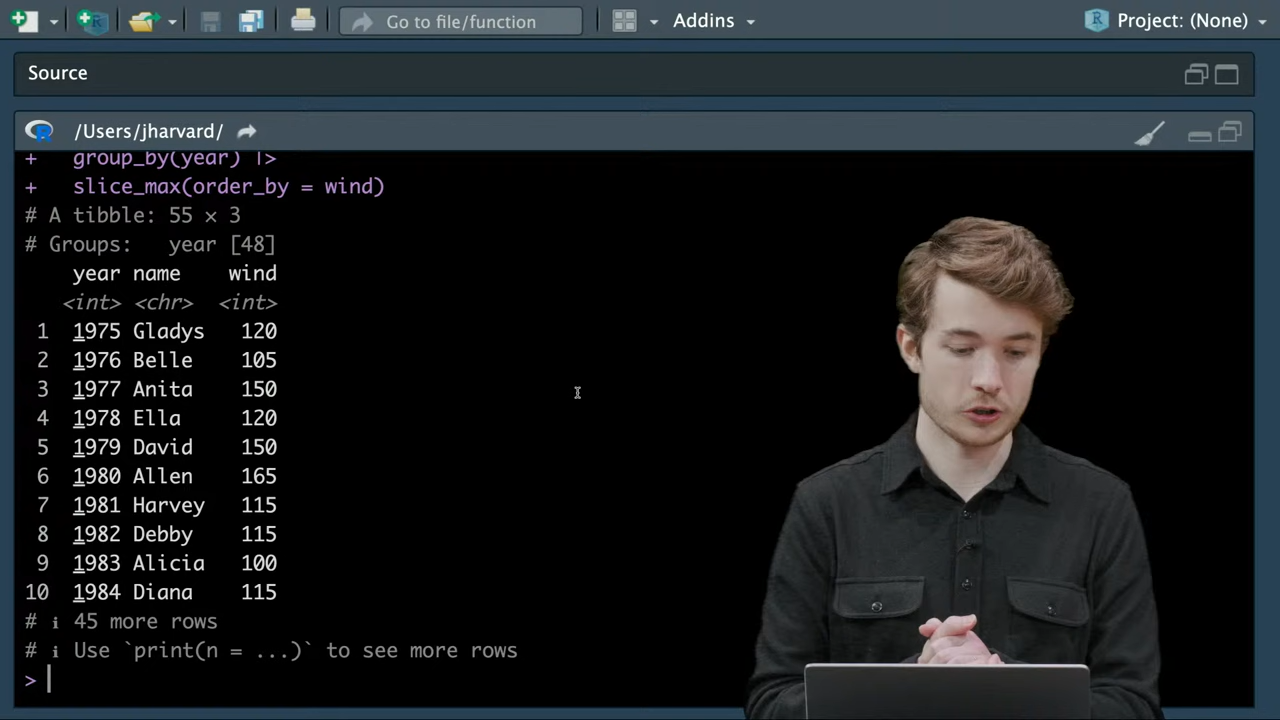 Go to file/function
Addins
Project: (None)
Source
/Users/jharvard/
+ group_by(year) |>
+ slice_max(order_by = wind)
# A tibble: 55 × 3
# Groups: year [48]
year name wind
<int> <chr> <int>
1 1975 Gladys 120
2 1976 Belle 105
3 1977 Anita 150
4 1978 Ella 120
5 1979 David 150
6 1980 Allen 165
7 1981 Harvey 115
8 1982 Debby 115
9 1983 Alicia 100
10 1984 Diana 115
# ℹ 45 more rows
# ℹ Use `print(n = ...)` to see more rows
>